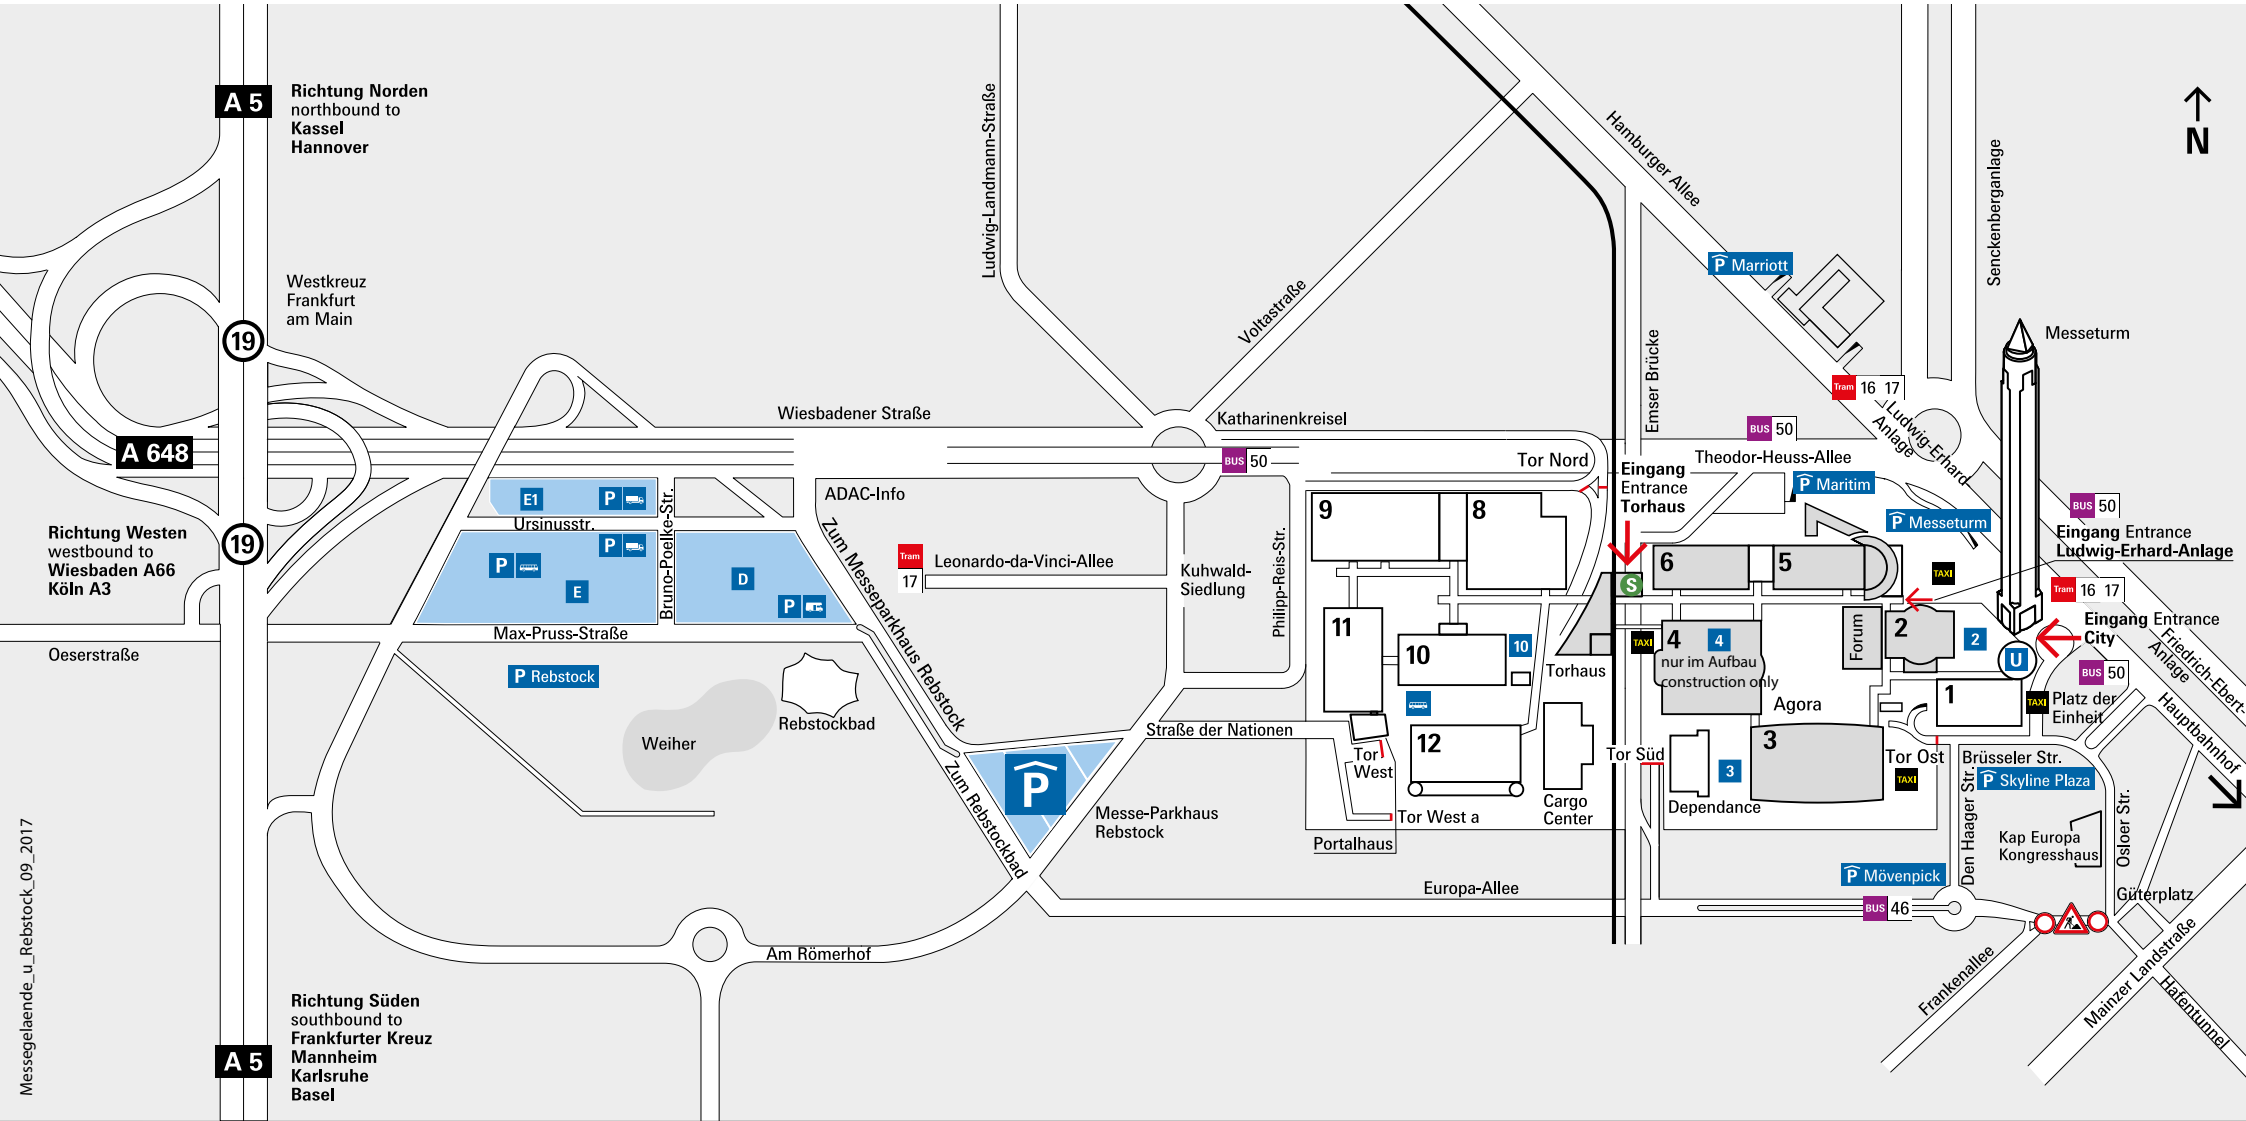 A 5
Richtung Norden
northbound to
Kassel
Hannover
N
Westkreuz
Frankfurt
am Main
19
A 648
19
Richtung Westen
westbound to
Wiesbaden A66
Köln A3
Oeserstraße
Richtung Süden
southbound to
Frankfurter Kreuz
Mannheim
Karlsruhe
Basel
A 5
Messegelaende_u_Rebstock_09_2017
Wiesbadener Straße
E1
P
Ursinusstr.
P
P
E
Bruno-Poelke-Str.
D
P
Max-Pruss-Straße
P Rebstock
Weiher
Rebstockbad
ADAC-Info
Zum Messeparkhaus Rebstock
Zum Rebstockbad
Am Römerhof
Tram
17
Leonardo-da-Vinci-Allee
Ludwig-Landmann-Straße
Voltastraße
Katharinenkreisel
BUS 50
Kuhwald-
Siedlung
Philipp-Reis-Str.
Straße der Nationen
P
Messe-Parkhaus
Rebstock
Europa-Allee
Hamburger Allee
Senckenberganlage
P Marriott
Emser Brücke
Tram 16 17
Ludwig-Erhard-
Anlage
BUS 50
Theodor-Heuss-Allee
P Maritim
P Messeturm
Messeturm
Tor Nord
Eingang
Entrance
Torhaus
S
9
8
11
10
10
12
Tor
West
Tor West a
Portalhaus
Cargo
Center
Torhaus
Tor Süd
TAXI
6
5
4
4
nur im Aufbau
construction only
Forum
2
2
U
TAXI
BUS 50
Eingang Entrance
Ludwig-Erhard-Anlage
Tram 16 17
Eingang Entrance
City
BUS 50
Friedrich-Ebert-
Anlage
Agora
1
TAXI
Platz der
Einheit
Hauptbahnhof
3
3
Dependance
Tor Ost
TAXI
Den Haager Str.
Brüsseler Str.
P Skyline Plaza
Osloer Str.
Kap Europa
Kongresshaus
P Mövenpick
BUS 46
Güterplatz
Frankenallee
Mainzer Landstraße
Hafentunnel